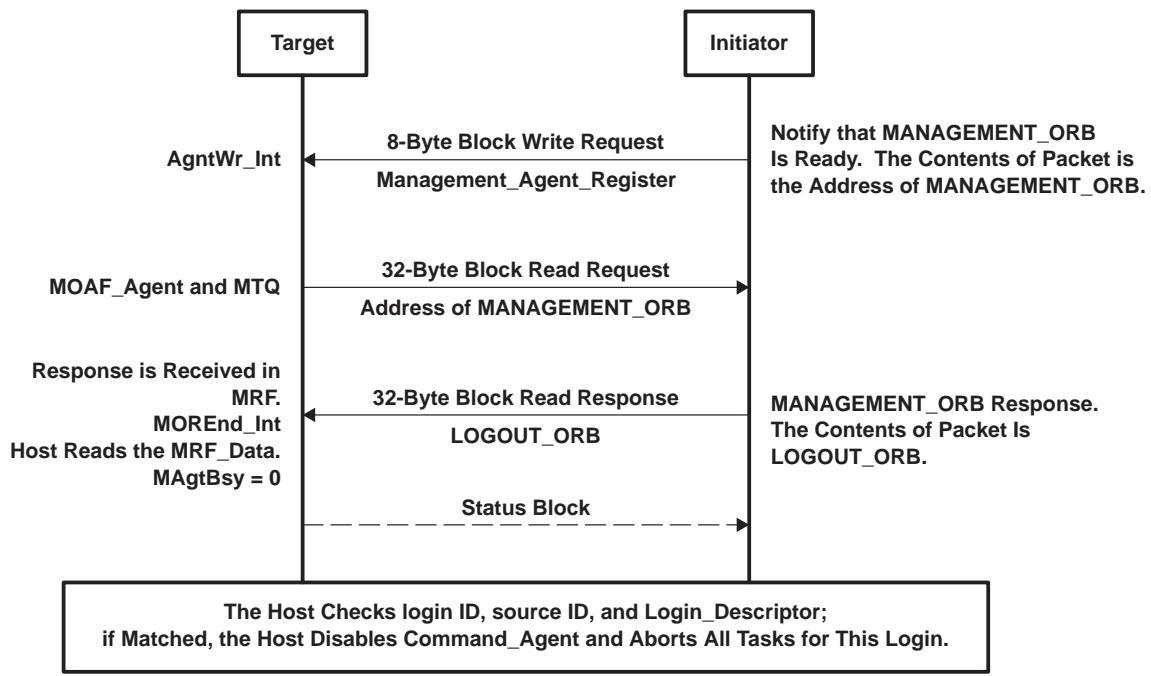 Target
Initiator
AgntWr_Int
8-Byte Block Write Request
Management_Agent_Register
Notify that MANAGEMENT_ORB
Is Ready. The Contents of Packet is
the Address of MANAGEMENT_ORB.
MOAF_Agent and MTQ
32-Byte Block Read Request
Address of MANAGEMENT_ORB
Response is Received in
MRF.
MOREnd_Int
Host Reads the MRF_Data.
MAgtBsy = 0
32-Byte Block Read Response
LOGOUT_ORB
MANAGEMENT_ORB Response.
The Contents of Packet Is
LOGOUT_ORB.
Status Block
The Host Checks login ID, source ID, and Login_Descriptor;
if Matched, the Host Disables Command_Agent and Aborts All Tasks for This Login.